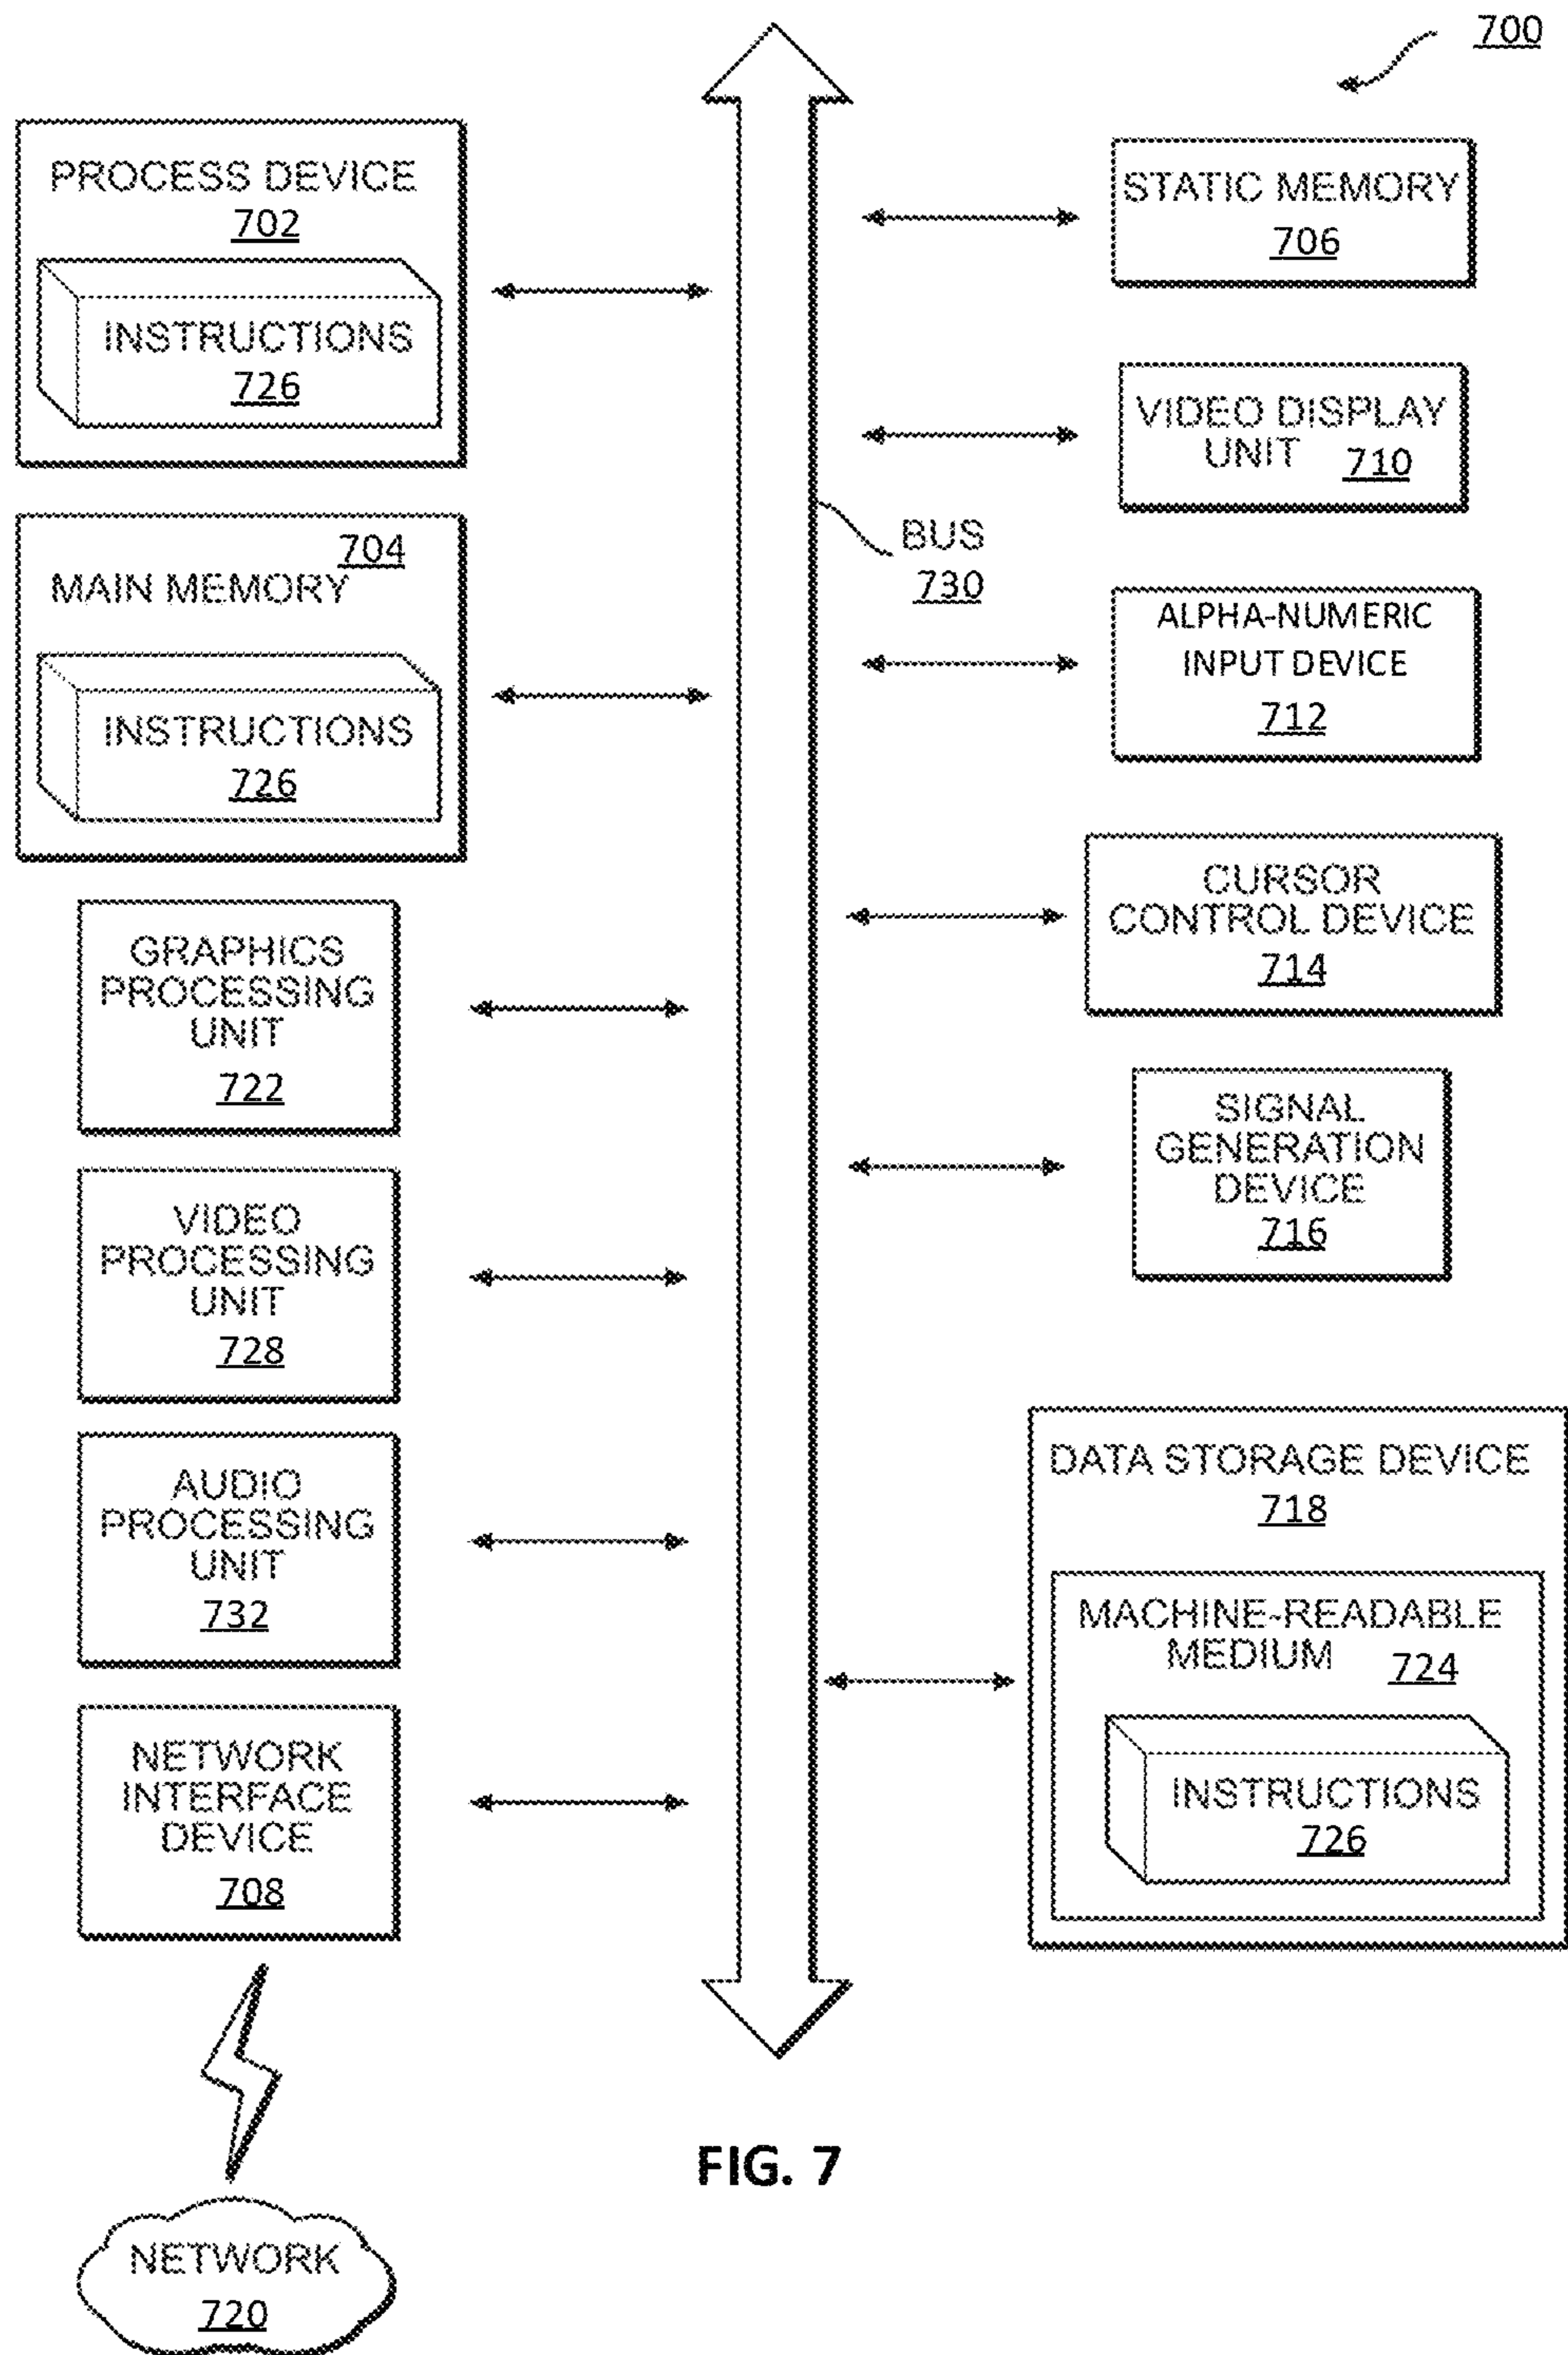 700
PROCESS DEVICE
702
INSTRUCTIONS
726
704
MAIN MEMORY
INSTRUCTIONS
726
GRAPHICS
PROCESSING
UNIT
722
VIDEO
PROCESSING
UNIT
728
AUDIO
PROCESSING
UNIT
732
NETWORK
INTERFACE
DEVICE
708
NETWORK
720
BUS
730
STATIC MEMORY
706
VIDEO DISPLAY
UNIT 710
ALPHA-NUMERIC
INPUT DEVICE
712
CURSOR
CONTROL DEVICE
714
SIGNAL
GENERATION
DEVICE
716
DATA STORAGE DEVICE
718
MACHINE-READABLE
MEDIUM 724
INSTRUCTIONS
726
FIG. 7